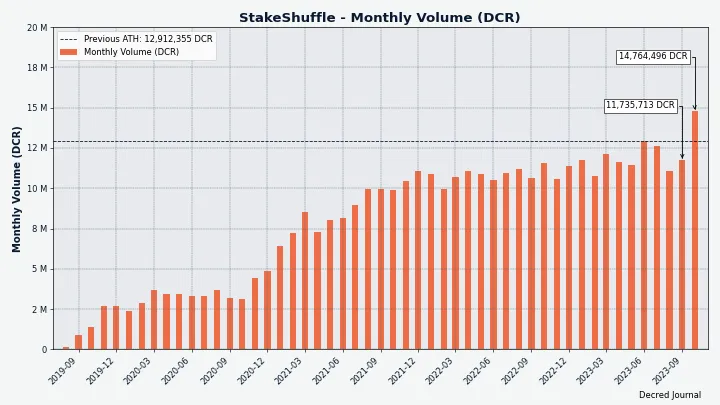 StakeShuffle - Monthly Volume (DCR)
Previous ATH: 12,912,355 DCR
Monthly Volume (DCR)
14,764,496 DCR
11,735,713 DCR
Monthly Volume (DCR)
20 M
18 M
15 M
12 M
10 M
8 M
5 M
2 M
0
2019-09
2019-12
2020-03
2020-06
2020-09
2020-12
2021-03
2021-06
2021-09
2021-12
2022-03
2022-06
2022-09
2022-12
2023-03
2023-06
2023-09
Decred Journal